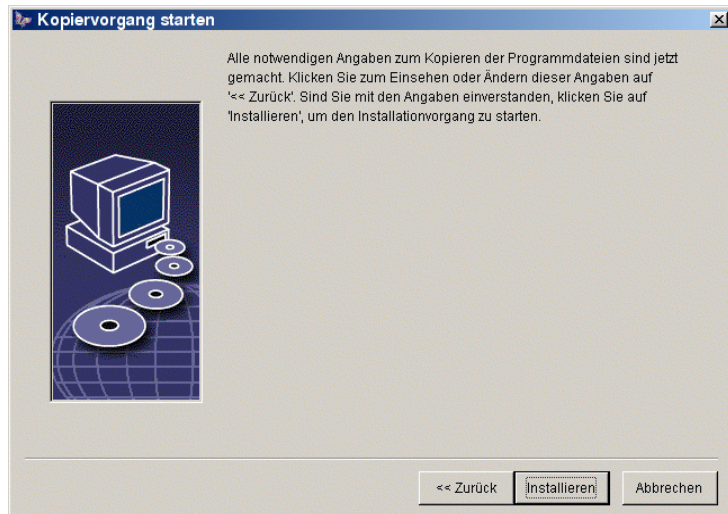 Kopiervorgang starten
Alle notwendigen Angaben zum Kopieren der Programmdateien sind jetzt
gemacht. Klicken Sie zum Einsehen oder Ändern dieser Angaben auf
'<< Zurück'. Sind Sie mit den Angaben einverstanden, klicken Sie auf
'Installieren', um den Installationvorgang zu starten.
<< Zurück
Installieren
Abbrechen